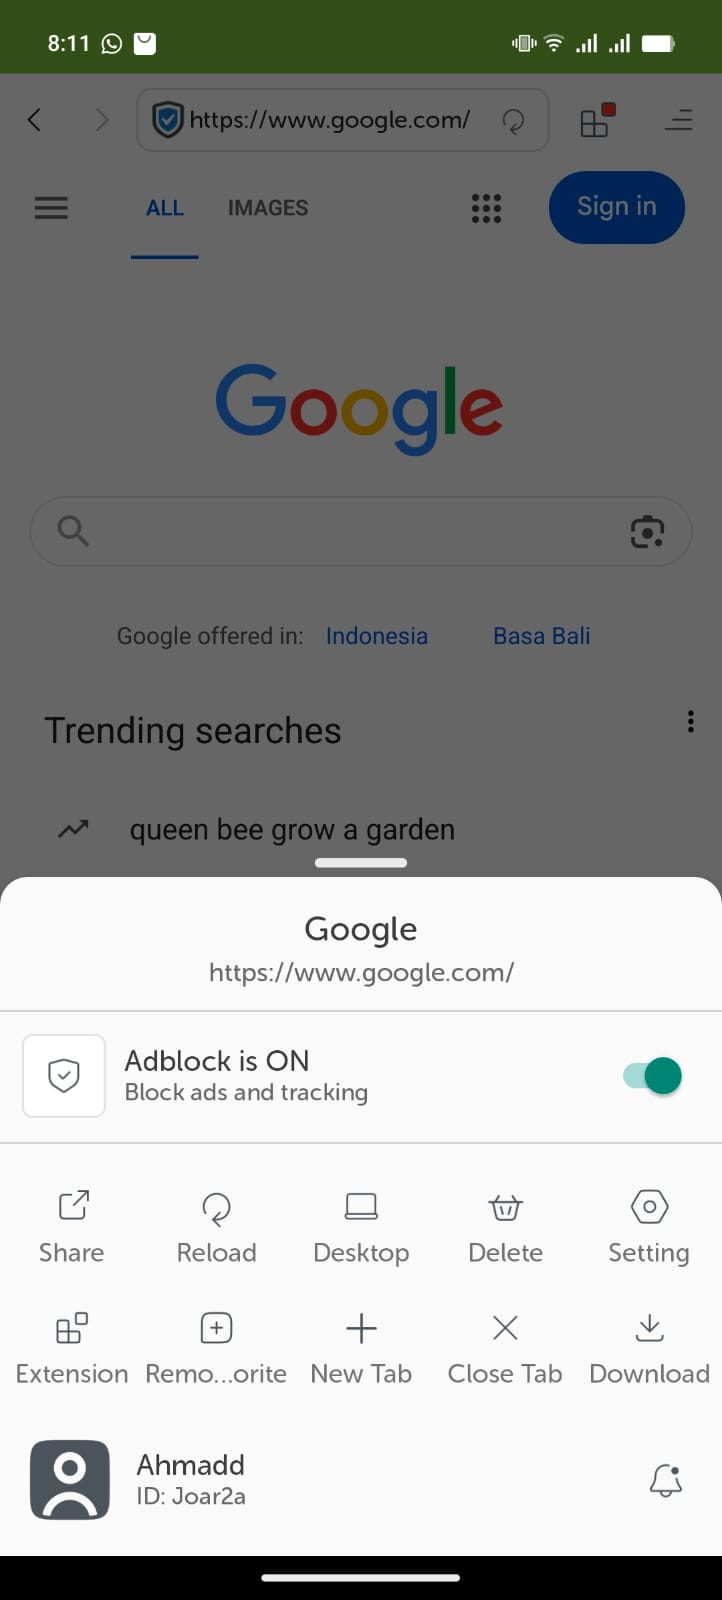 8:11
https://www.google.com/
ALL IMAGES Sign in
Google
Google offered in: Indonesia Basa Bali
Trending searches
queen bee grow a garden
Google
https://www.google.com/
Adblock is ON
Block ads and tracking
Share Reload Desktop Delete Setting
Extension Remo...orite New Tab Close Tab Download
Ahmadd
ID: Joar2a